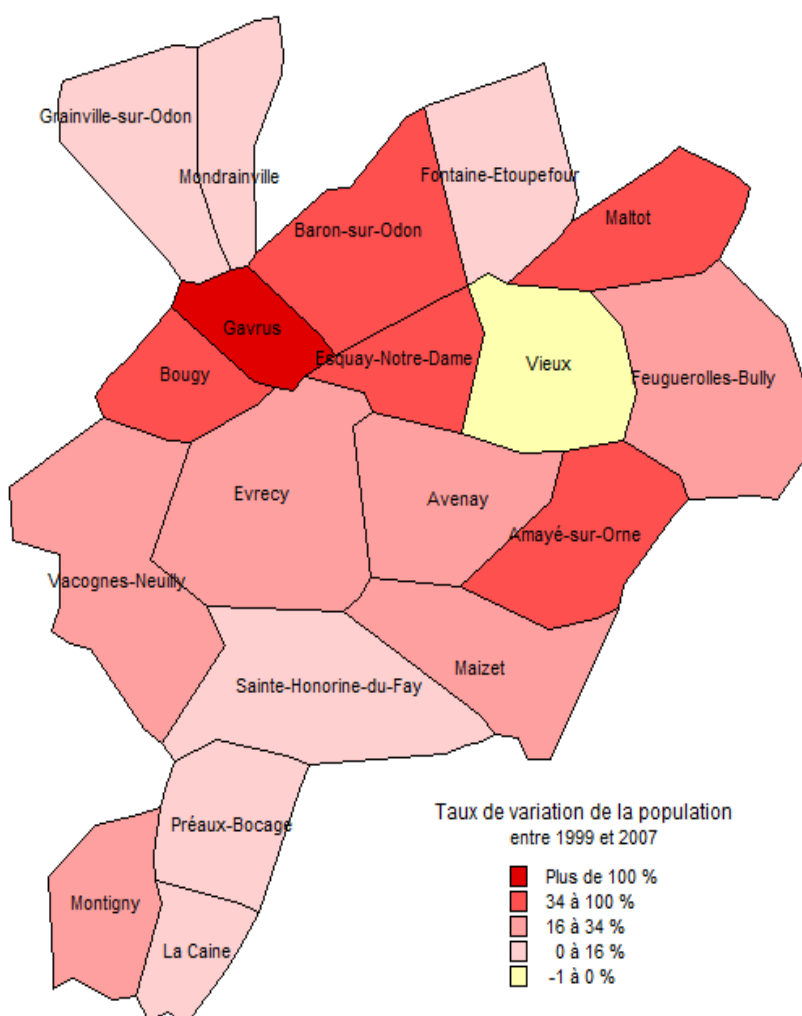 Grainville-sur-Odon
Mondrainville
Fontaine-Etoupefour
Baron-sur-Odon
Maltot
Gavrus
Esquay-Notre-Dame
Vieux
Bougy
Feuguerolles-Bully
Evrecy
Avenay
Amayé-sur-Orne
Vacognes-Neuilly
Maizet
Sainte-Honorine-du-Fay
Préaux-Bocage
Montigny
La Caine
Taux de variation de la population
entre 1999 et 2007
Plus de 100 %
34 à 100 %
16 à 34 %
0 à 16 %
-1 à 0 %